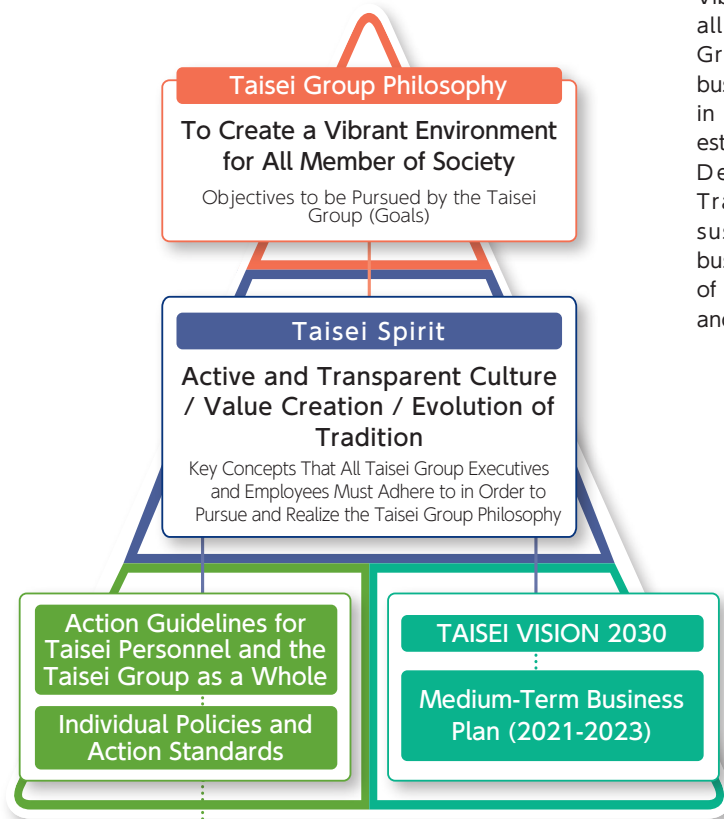 Taisei Group Philosophy
To Create a Vibrant Environment
for All Member of Society
Objectives to be Pursued by the Taisei
Group (Goals)
Taisei Spirit
Active and Transparent Culture
/ Value Creation / Evolution of
Tradition
Key Concepts That All Taisei Group Executives
and Employees Must Adhere to in Order to
Pursue and Realize the Taisei Group Philosophy
Action Guidelines for
Taisei Personnel and the
Taisei Group as a Whole
Individual Policies and
Action Standards
TAISEI VISION 2030
Medium-Term Business
Plan (2021-2023)
all
in
of